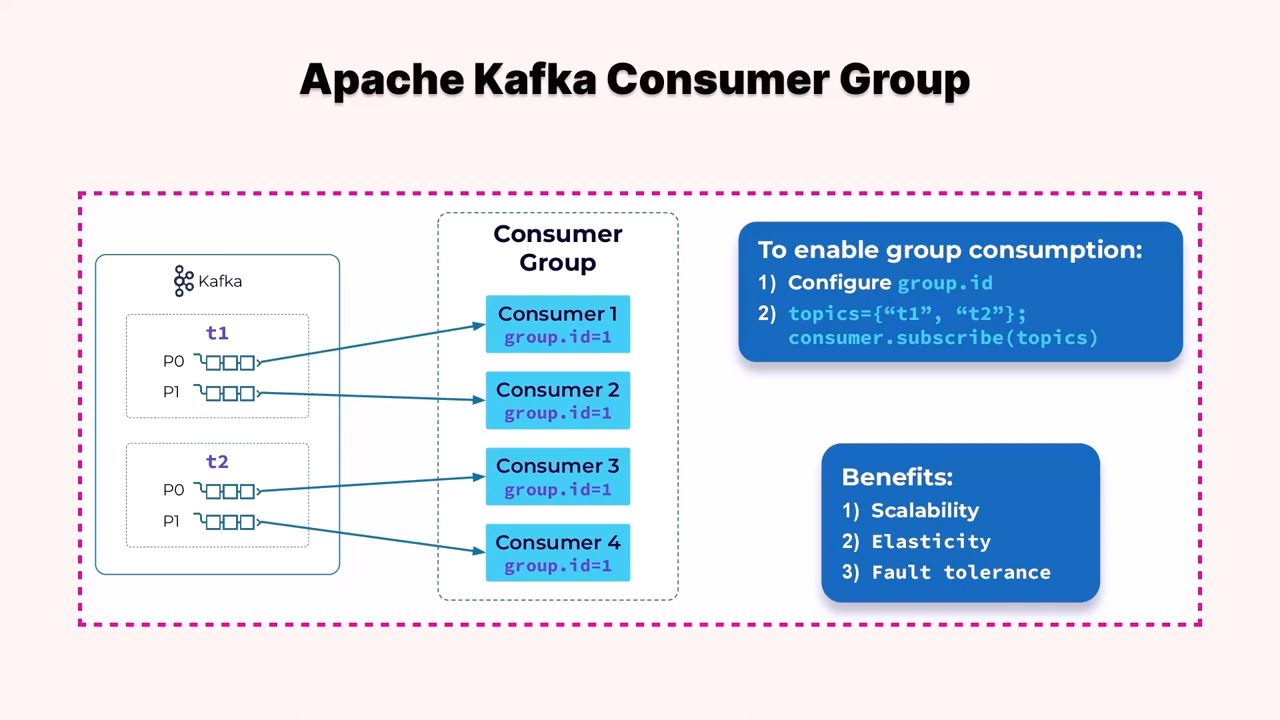 Apache Kafka Consumer Group
Kafka
t1
P0
P1
t2
P0
P1
Consumer
Group
Consumer 1
group.id=1
Consumer 2
group.id=1
Consumer 3
group.id=1
Consumer 4
group.id=1
To enable group consumption:
1) Configure group.id
2) topics={“t1”, “t2”};
consumer.subscribe(topics)
Benefits:
1) Scalability
2) Elasticity
3) Fault tolerance